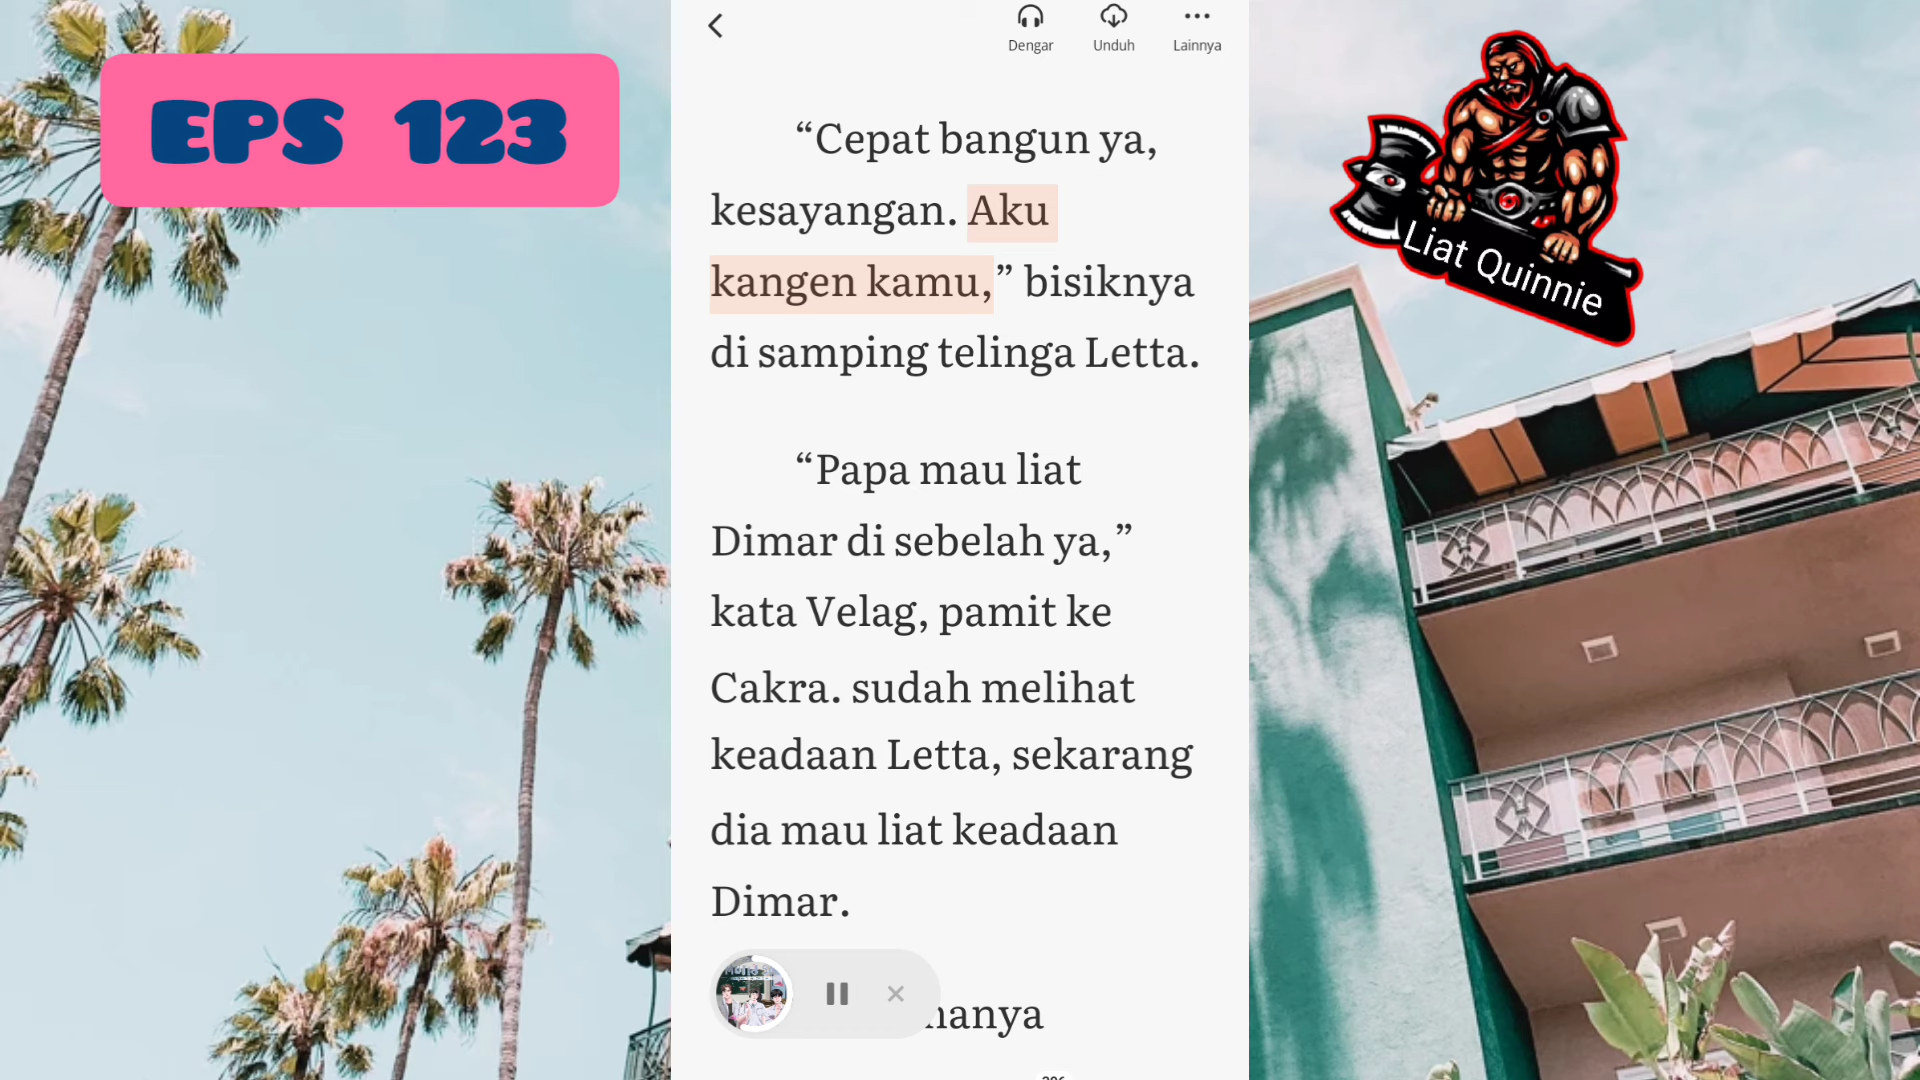 EPS 123
Dengar
Unduh
Lainnya
“Cepat bangun ya,
kesayangan. Aku
kangen kamu,” bisiknya
di samping telinga Letta.
“Papa mau liat
Dimar di sebelah ya,”
kata Velag, pamit ke
Cakra. sudah melihat
keadaan Letta, sekarang
dia mau liat keadaan
Dimar.
Liat Quinnie